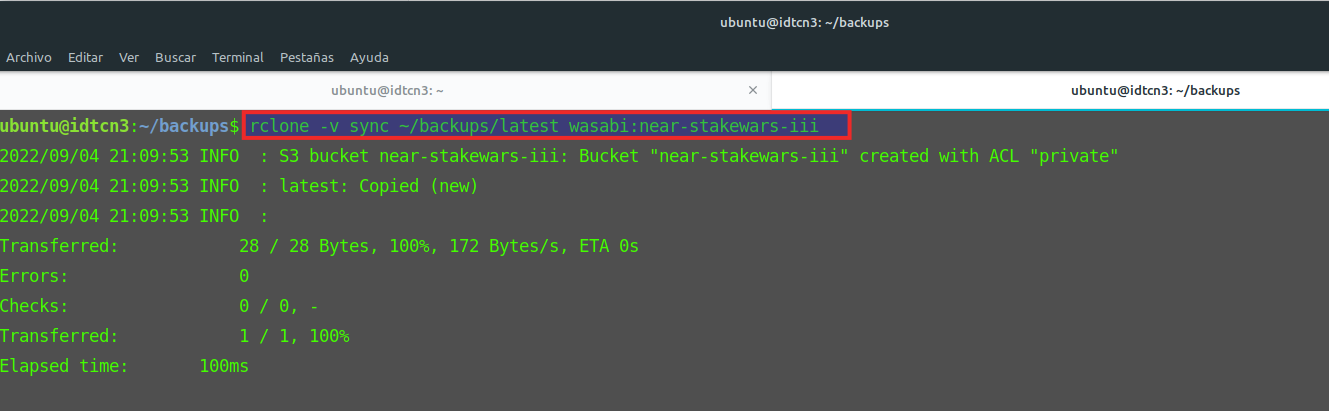 ubuntu@idtcn3: ~/backups
Archivo Editar Ver Buscar Terminal Pestañas Ayuda
ubuntu@idtcn3: ~ × ubuntu@idtcn3: ~/backups
ubuntu@idtcn3:~/backups$ rclone -v sync ~/backups/latest wasabi:near-stakewars-iii
2022/09/04 21:09:53 INFO  : S3 bucket near-stakewars-iii: Bucket "near-stakewars-iii" created with ACL "private"
2022/09/04 21:09:53 INFO  : latest: Copied (new)
2022/09/04 21:09:53 INFO  :
Transferred:            28 / 28 Bytes, 100%, 172 Bytes/s, ETA 0s
Errors:                 0
Checks:                 0 / 0, -
Transferred:            1 / 1, 100%
Elapsed time:       100ms